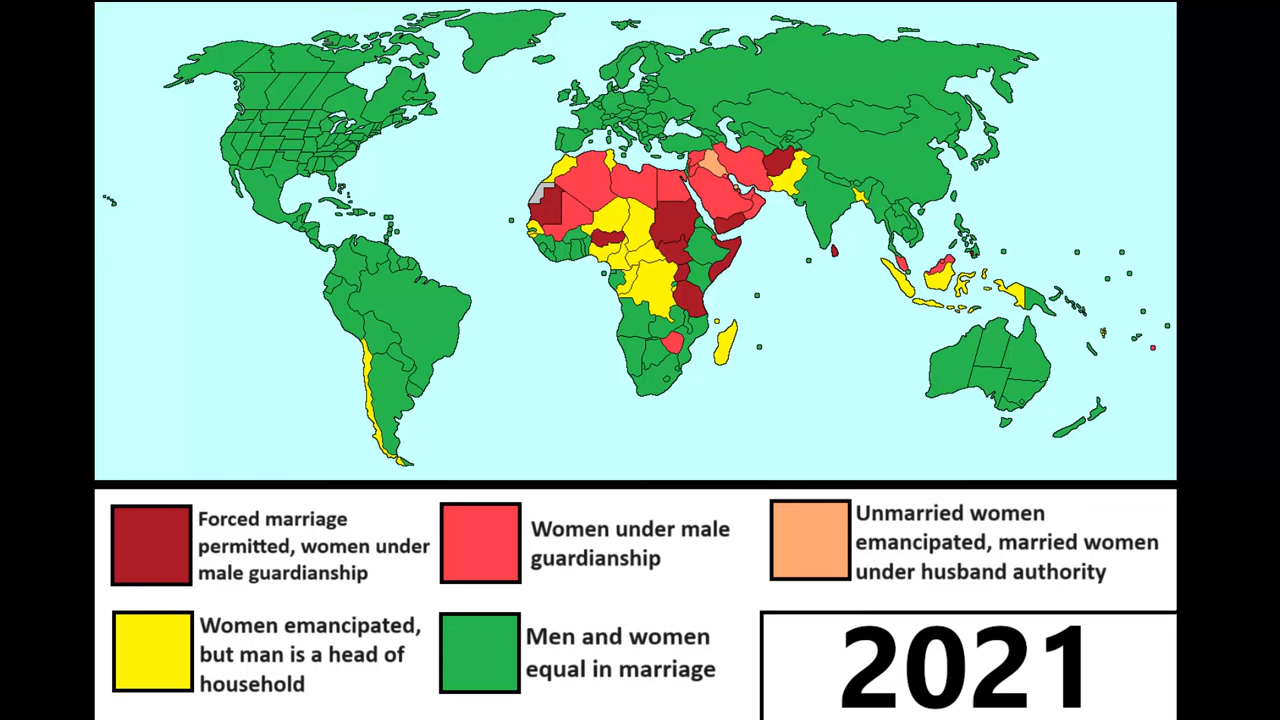 Forced marriage
permitted, women under
male guardianship
Women under male
guardianship
Unmarried women
emancipated, married women
under husband authority
Women emancipated,
but man is a head of
household
Men and women
equal in marriage
2021